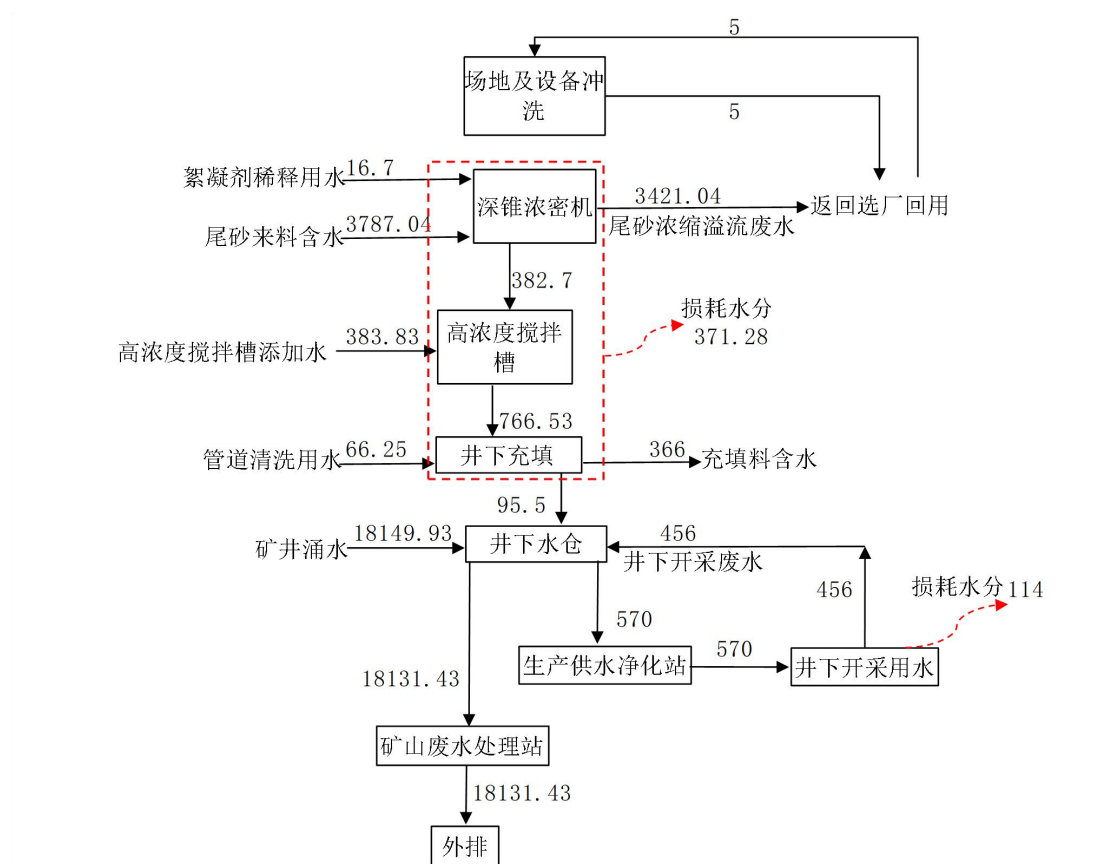 5
场地及设备冲
洗
5
絮凝剂稀释用水
16.7
深锥浓密机
3421.04
返回选厂回用
尾砂浓缩溢流废水
尾砂来料含水
3787.04
382.7
损耗水分
371.28
高浓度搅拌槽添加水
383.83
高浓度搅拌
槽
766.53
管道清洗用水
66.25
井下充填
366
充填料含水
95.5
矿井涌水
18149.93
井下水仓
456
井下开采废水
456
损耗水分114
570
生产供水净化站
570
井下开采用水
18131.43
矿山废水处理站
18131.43
外排